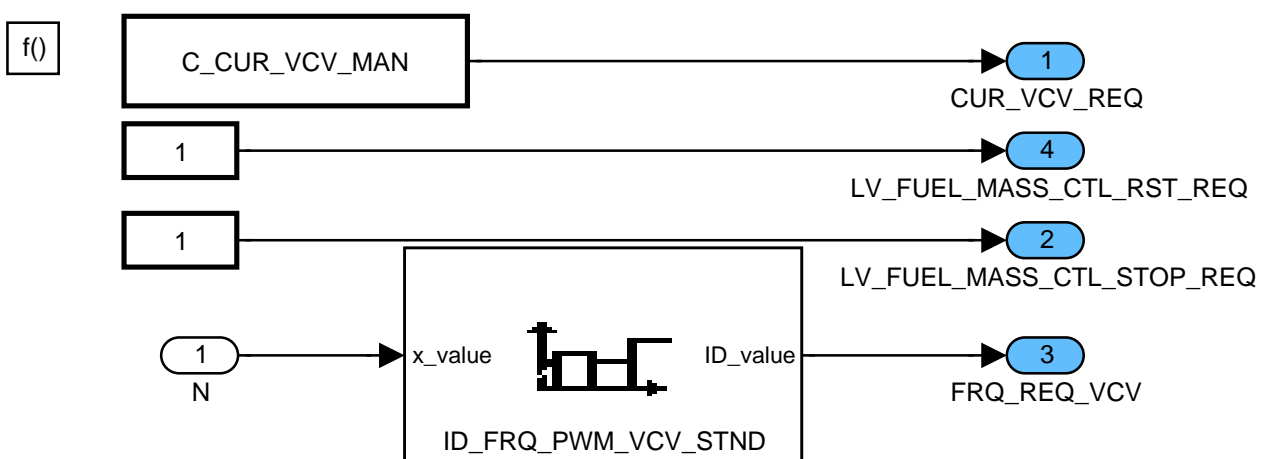 f()
C_CUR_VCV_MAN
1
CUR_VCV_REQ
1
4
LV_FUEL_MASS_CTL_RST_REQ
1
2
LV_FUEL_MASS_CTL_STOP_REQ
1
N
x_value
ID_value
ID_FRQ_PWM_VCV_STND
3
FRQ_REQ_VCV